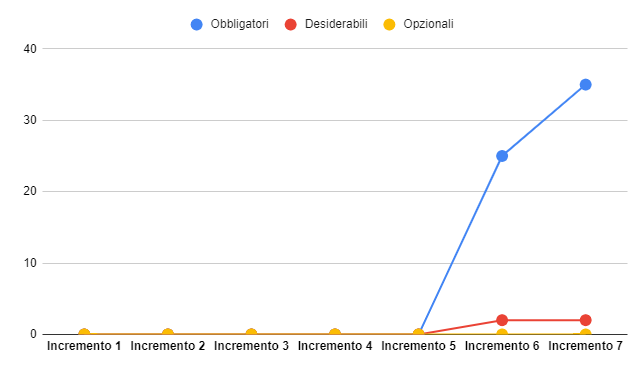 Obbligatori Desiderabili Opzionali
40
30
20
10
0
Incremento 1 Incremento 2 Incremento 3 Incremento 4 Incremento 5 Incremento 6 Incremento 7